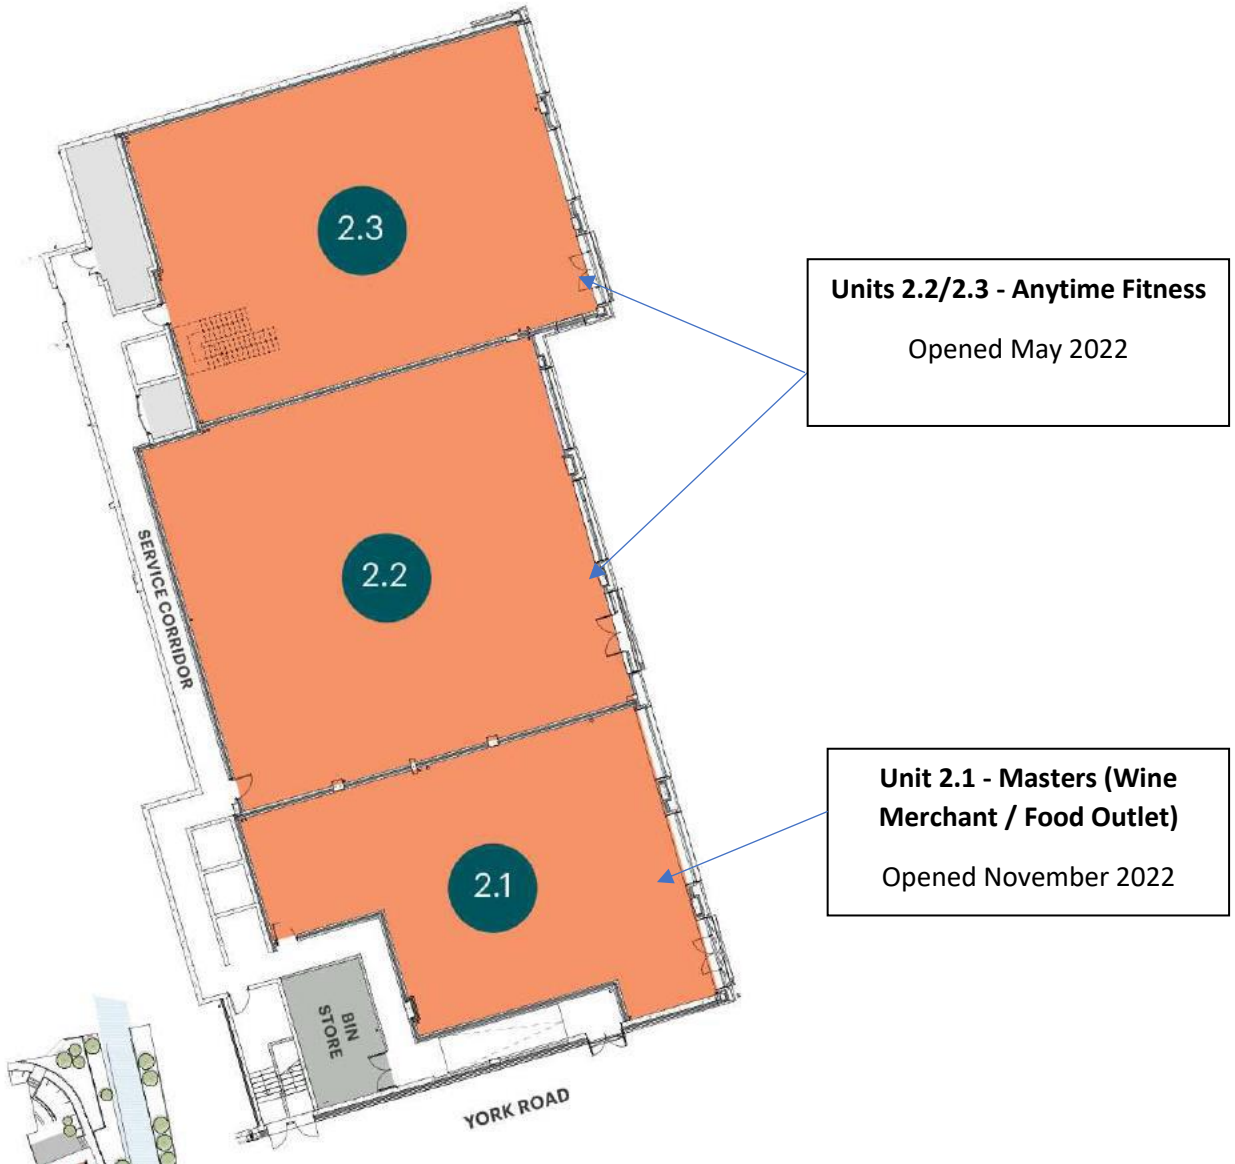 2.3
Units 2.2/2.3 - Anytime Fitness
Opened May 2022
2.2
SERVICE CORRIDOR
Unit 2.1 - Masters (Wine
Merchant / Food Outlet)
Opened November 2022
2.1
BIN
STORE
YORK ROAD